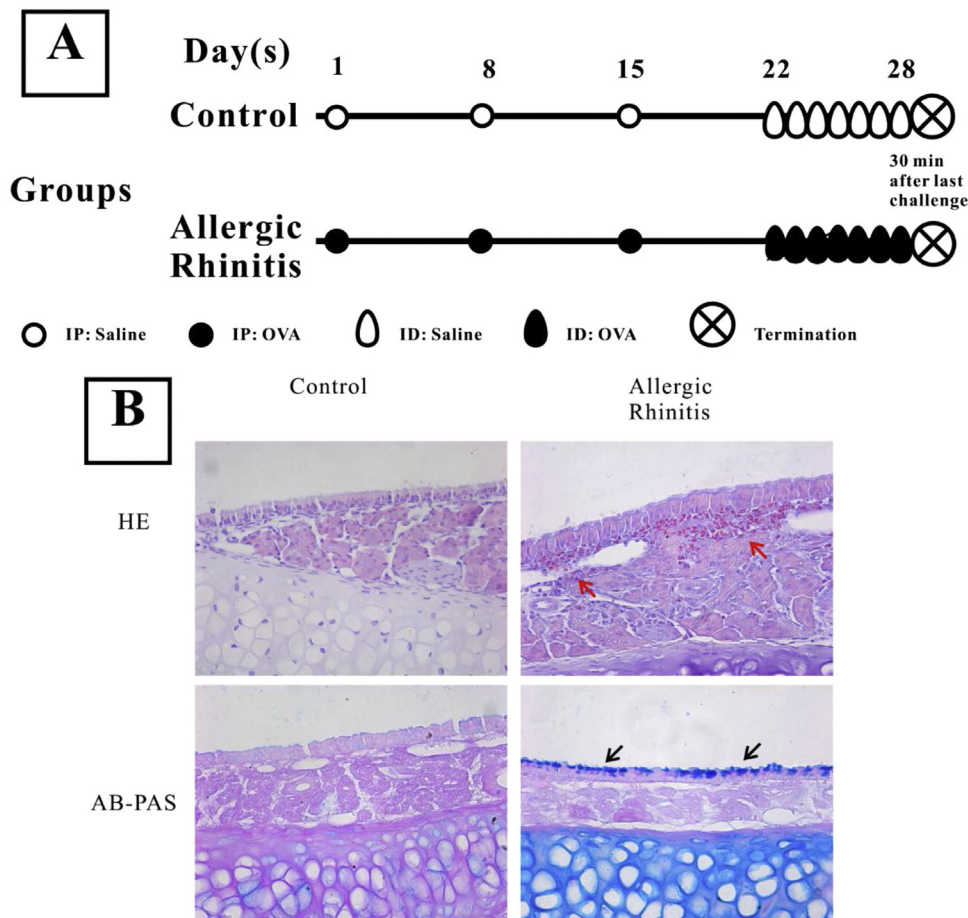 A
Day(s)
1 8 15 22 28
Control
30 min
after last
challenge
Groups
Allergic
Rhinitis
IP: Saline IP: OVA ID: Saline ID: OVA Termination
B
Control Allergic
Rhinitis
HE
AB-PAS